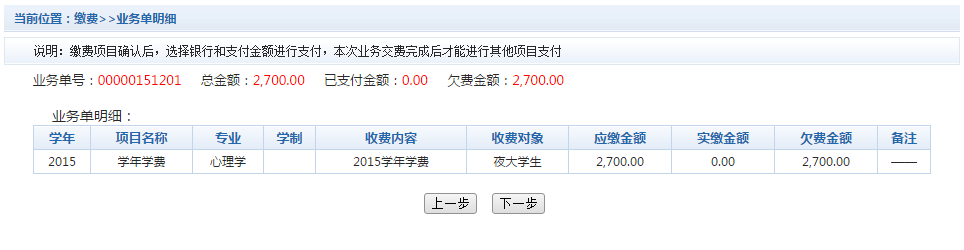 当前位置：缴费>>业务单明细
说明：缴费项目确认后，选择银行和支付金额进行支付，本次业务交费完成后才能进行其他项目支付
业务单号：00000151201 总金额：2,700.00 已支付金额：0.00 欠费金额：2,700.00
业务单明细：
学年 项目名称 专业 学制 收费内容 收费对象 应缴金额 实缴金额 欠费金额 备注
2015 学年学费 心理学 2015学年学费 夜大学生 2,700.00 0.00 2,700.00 ——
上一步 下一步